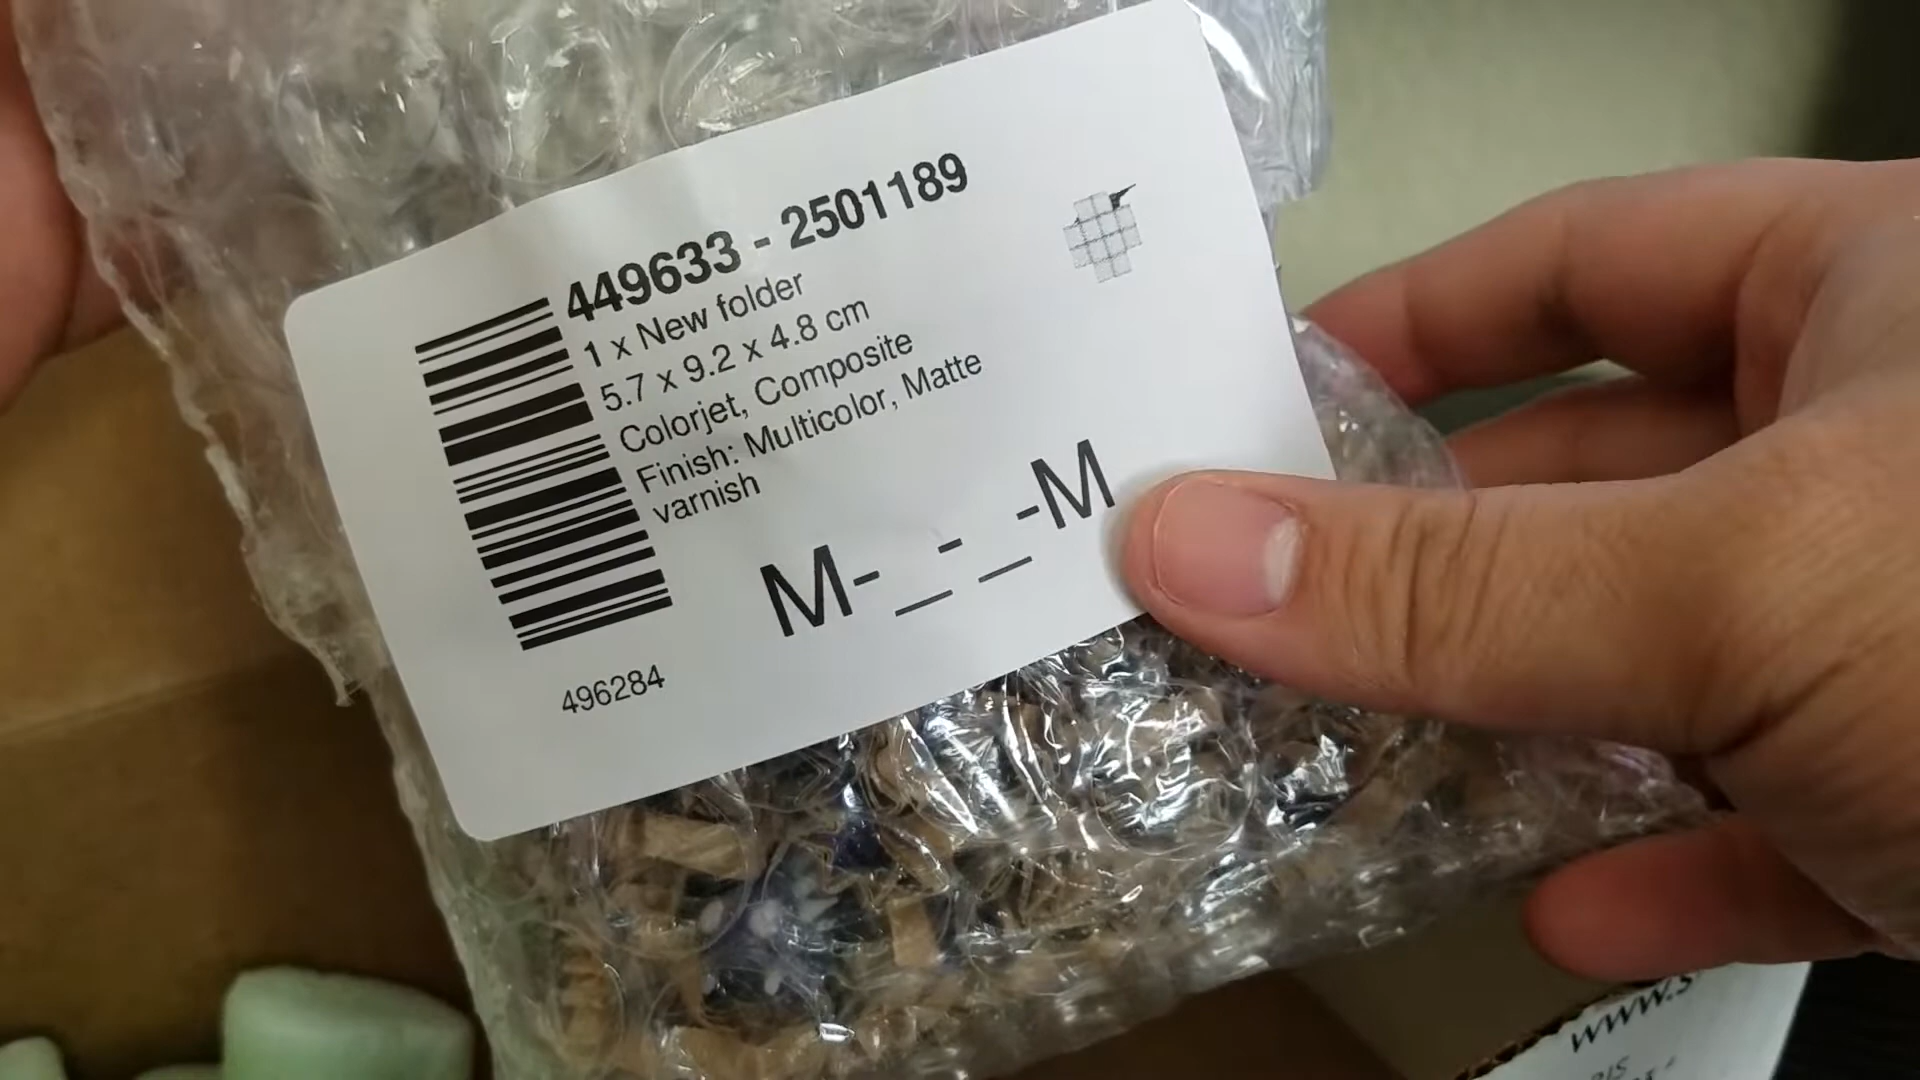 449633 - 2501189
1 x New folder
5.7 x 9.2 x 4.8 cm
Colorjet, Composite
Finish: Multicolor, Matte
varnish
M-_-_-M
496284
www.s